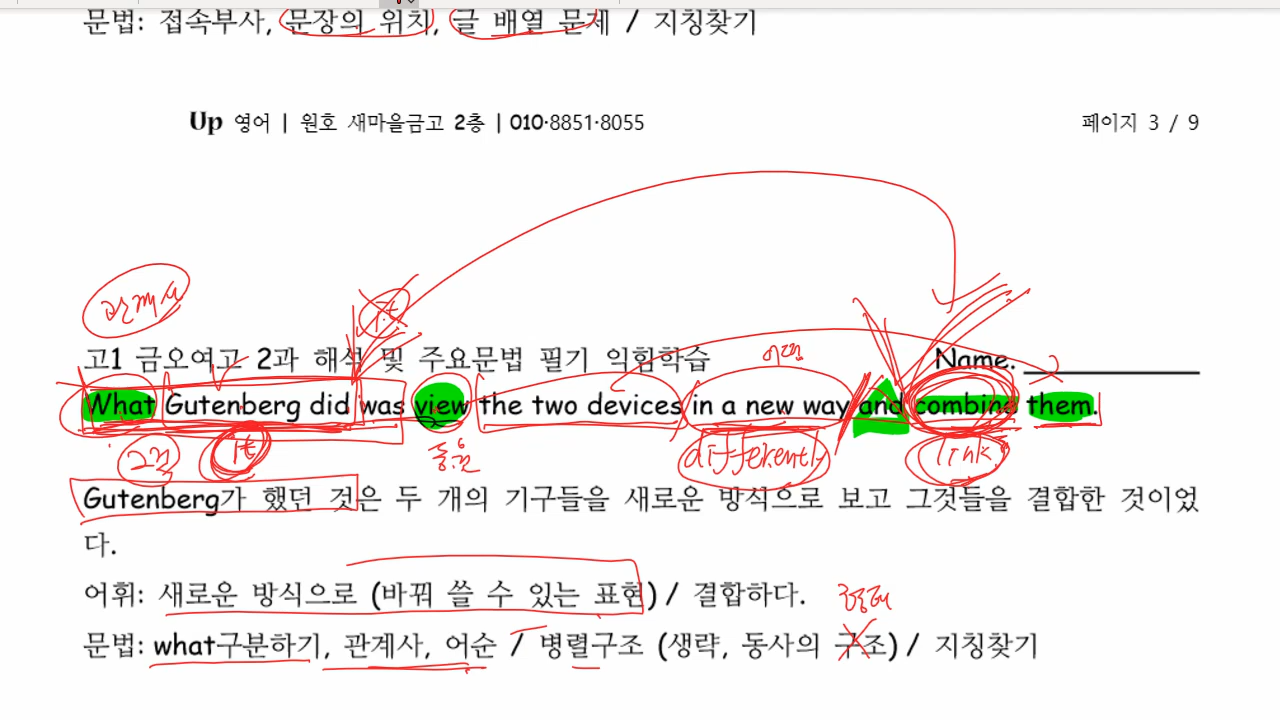 문법: 접속부사, 문장의 위치, 글 배열 문제 / 지칭찾기
Up 영어 | 원호 새마을금고 2층 | 010·8851·8055
페이지 3 / 9
관계사
it
고1 금오여고 2과 해석 및 주요문법 필기 익힘학습
Name.
What Gutenberg did was view the two devices in a new way and combine them.
그걸
it
differently
link
Gutenberg가 했던 것은 두 개의 기구들을 새로운 방식으로 보고 그것들을 결합한 것이었
다.
어휘: 새로운 방식으로 (바꿔 쓸 수 있는 표현) / 결합하다.
문법: what구분하기, 관계사, 어순 / 병렬구조 (생략, 동사의 구조) / 지칭찾기